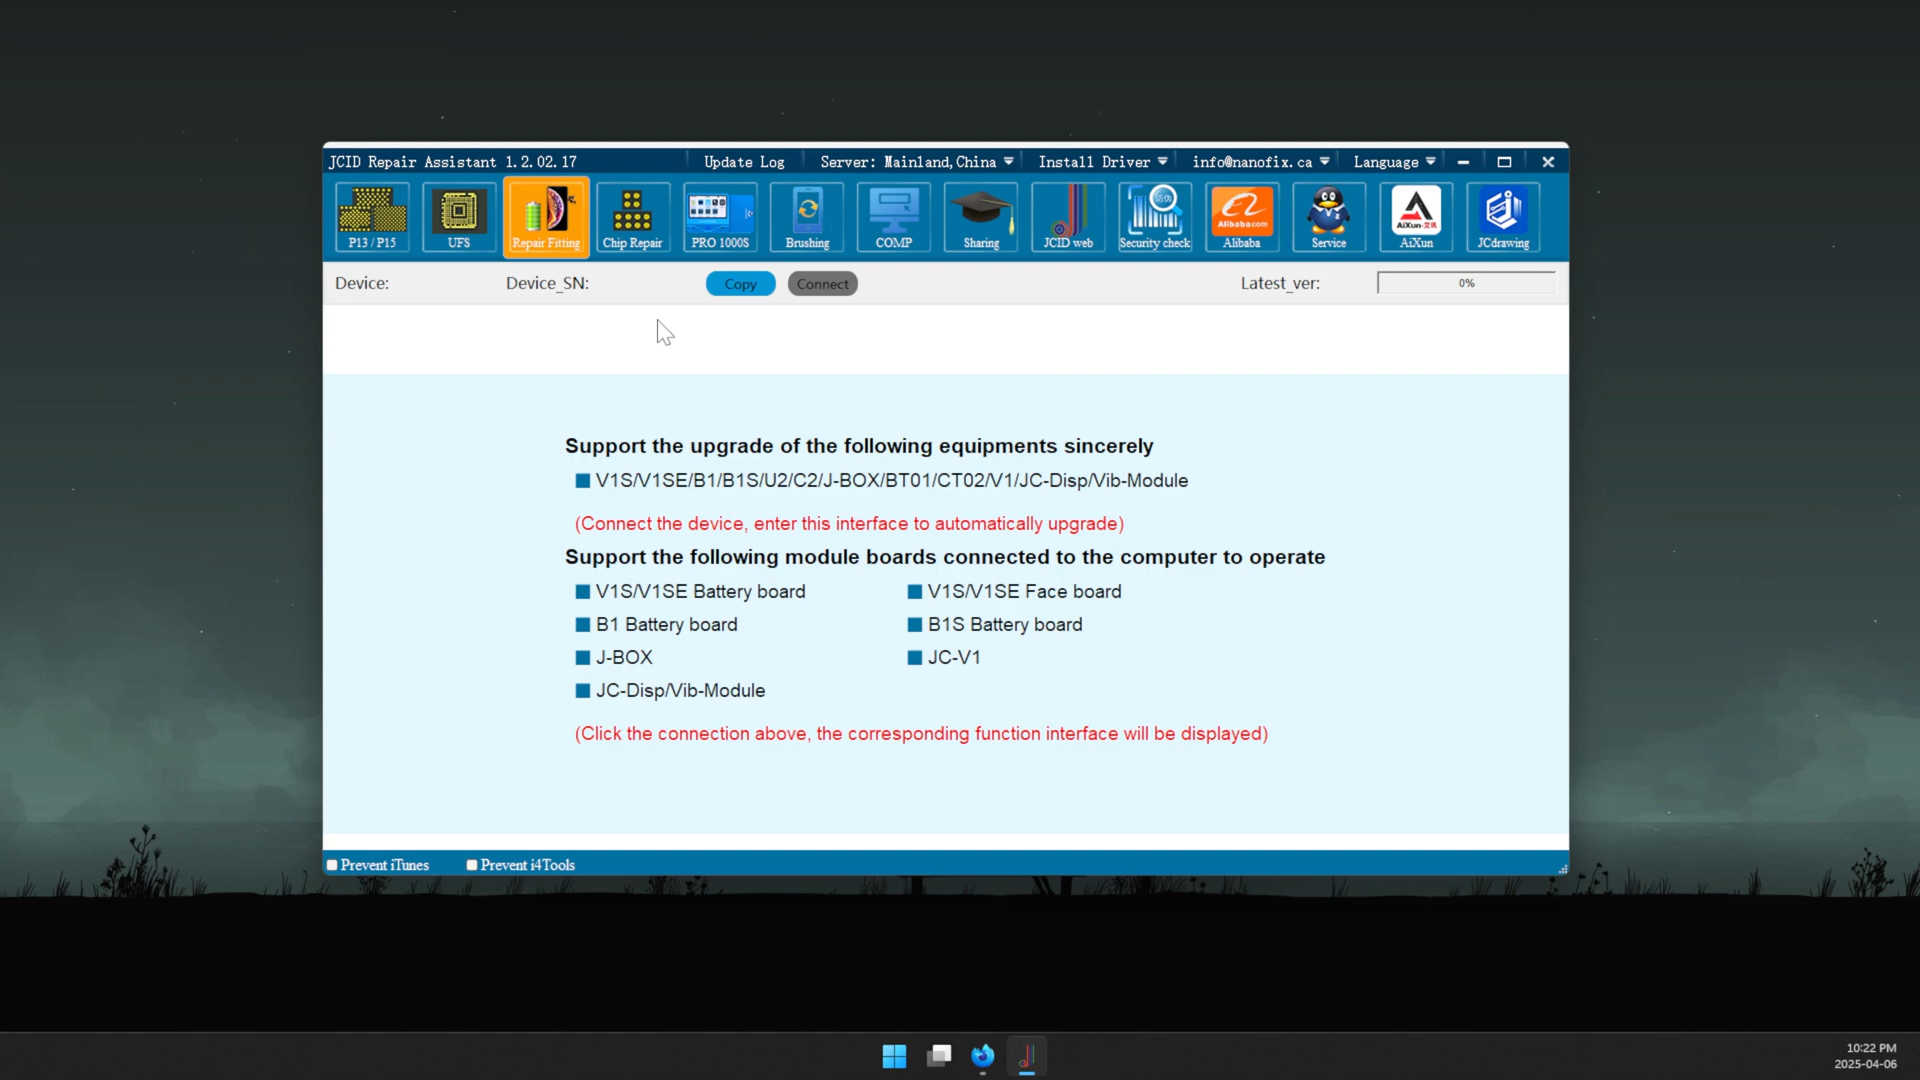 JCID Repair Assistant 1.2.02.17
Update Log
Server: Mainland,China
Install Driver
info@nanofix.ca
Language
P13 / P15
UFS
Repair Fitting
Chip Repair
PRO 1000S
Brushing
COMP
Sharing
JCID web
Security check
Alibaba.com
Alibaba
Service
AiXun-艾讯
AiXun
JCdrawing
Device:
Device_SN:
Copy
Connect
Latest_ver:
0%
Support the upgrade of the following equipments sincerely
V1S/V1SE/B1/B1S/U2/C2/J-BOX/BT01/CT02/V1/JC-Disp/Vib-Module
(Connect the device, enter this interface to automatically upgrade)
Support the following module boards connected to the computer to operate
V1S/V1SE Battery board
V1S/V1SE Face board
B1 Battery board
B1S Battery board
J-BOX
JC-V1
JC-Disp/Vib-Module
(Click the connection above, the corresponding function interface will be displayed)
Prevent iTunes
Prevent i4Tools
10:22 PM
2025-04-06